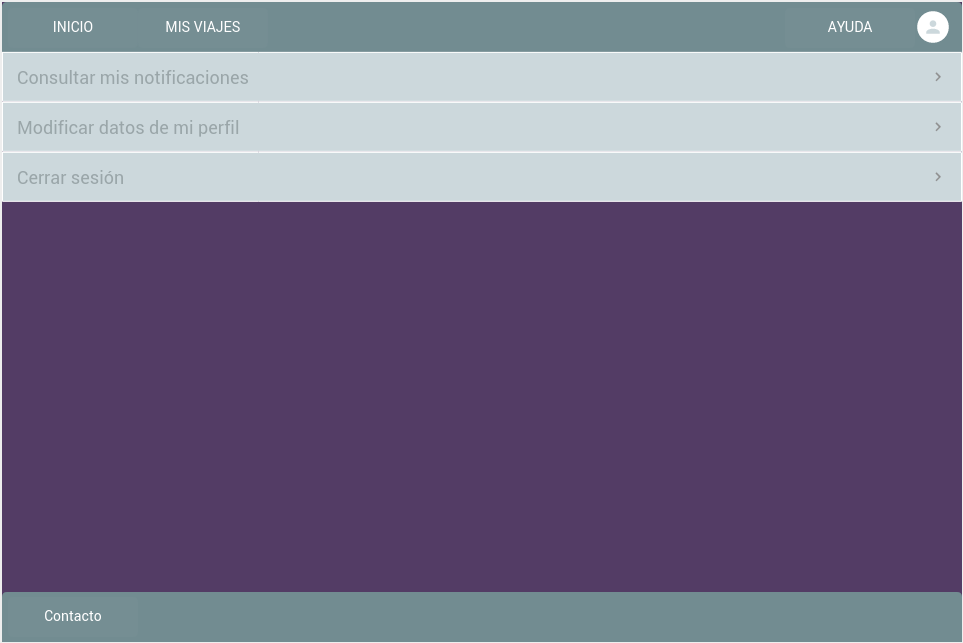 INICIO MIS VIAJES AYUDA
Consultar mis notificaciones
Modificar datos de mi perfil
Cerrar sesión
Contacto